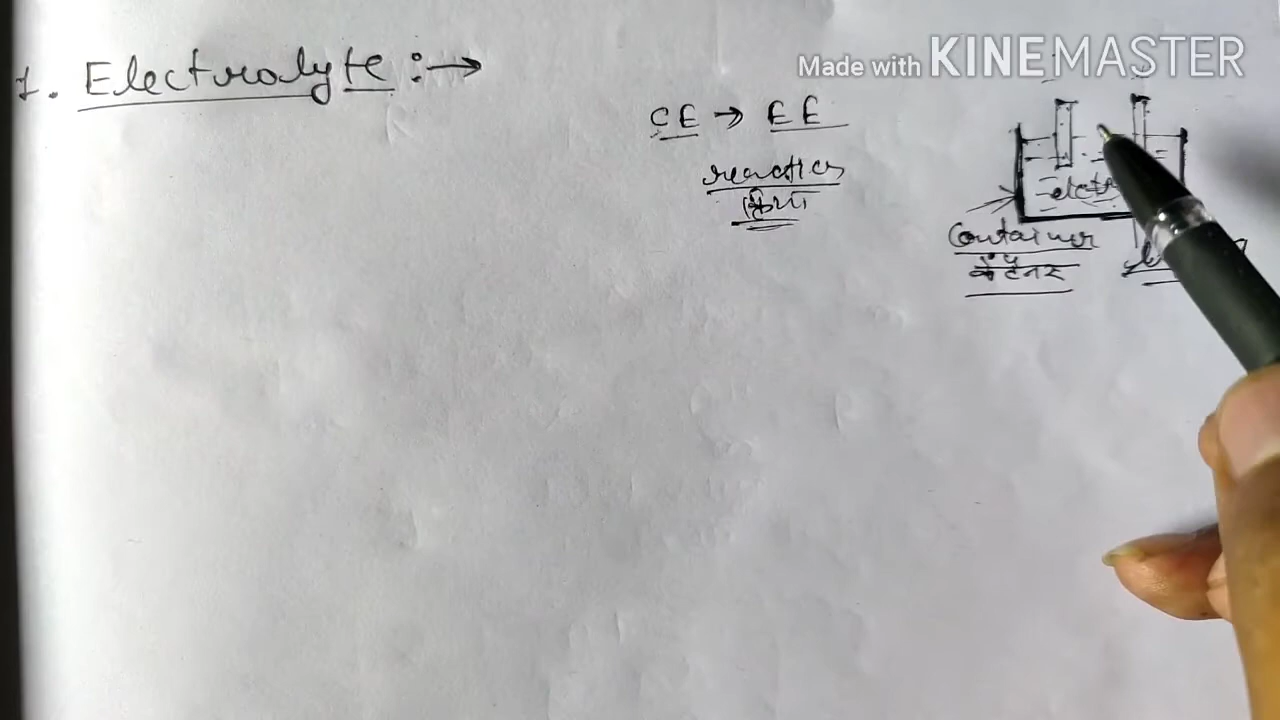 Made with KINEMASTER
1. Electrolyte :→
CE → EE
reaction
क्रिया
Container
कंटेनर